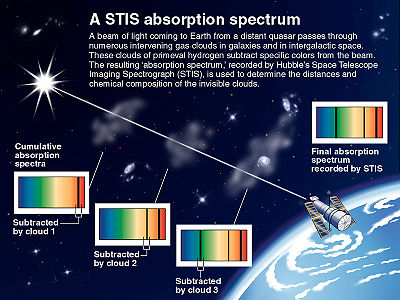 A STIS absorption spectrum
A beam of light coming to Earth from a distant quasar passes through
numerous intervening gas clouds in galaxies and in intergalactic space.
These clouds of primeval hydrogen subtract specific colors from the beam.
The resulting 'absorption spectrum,' recorded by Hubble's Space Telescope
Imaging Spectrograph (STIS), is used to determine the distances and
chemical composition of the invisible clouds.
Cumulative
absorption
spectra
Subtracted
by cloud 1
Subtracted
by cloud 2
Subtracted
by cloud 3
Final absorption
spectrum
recorded by STIS